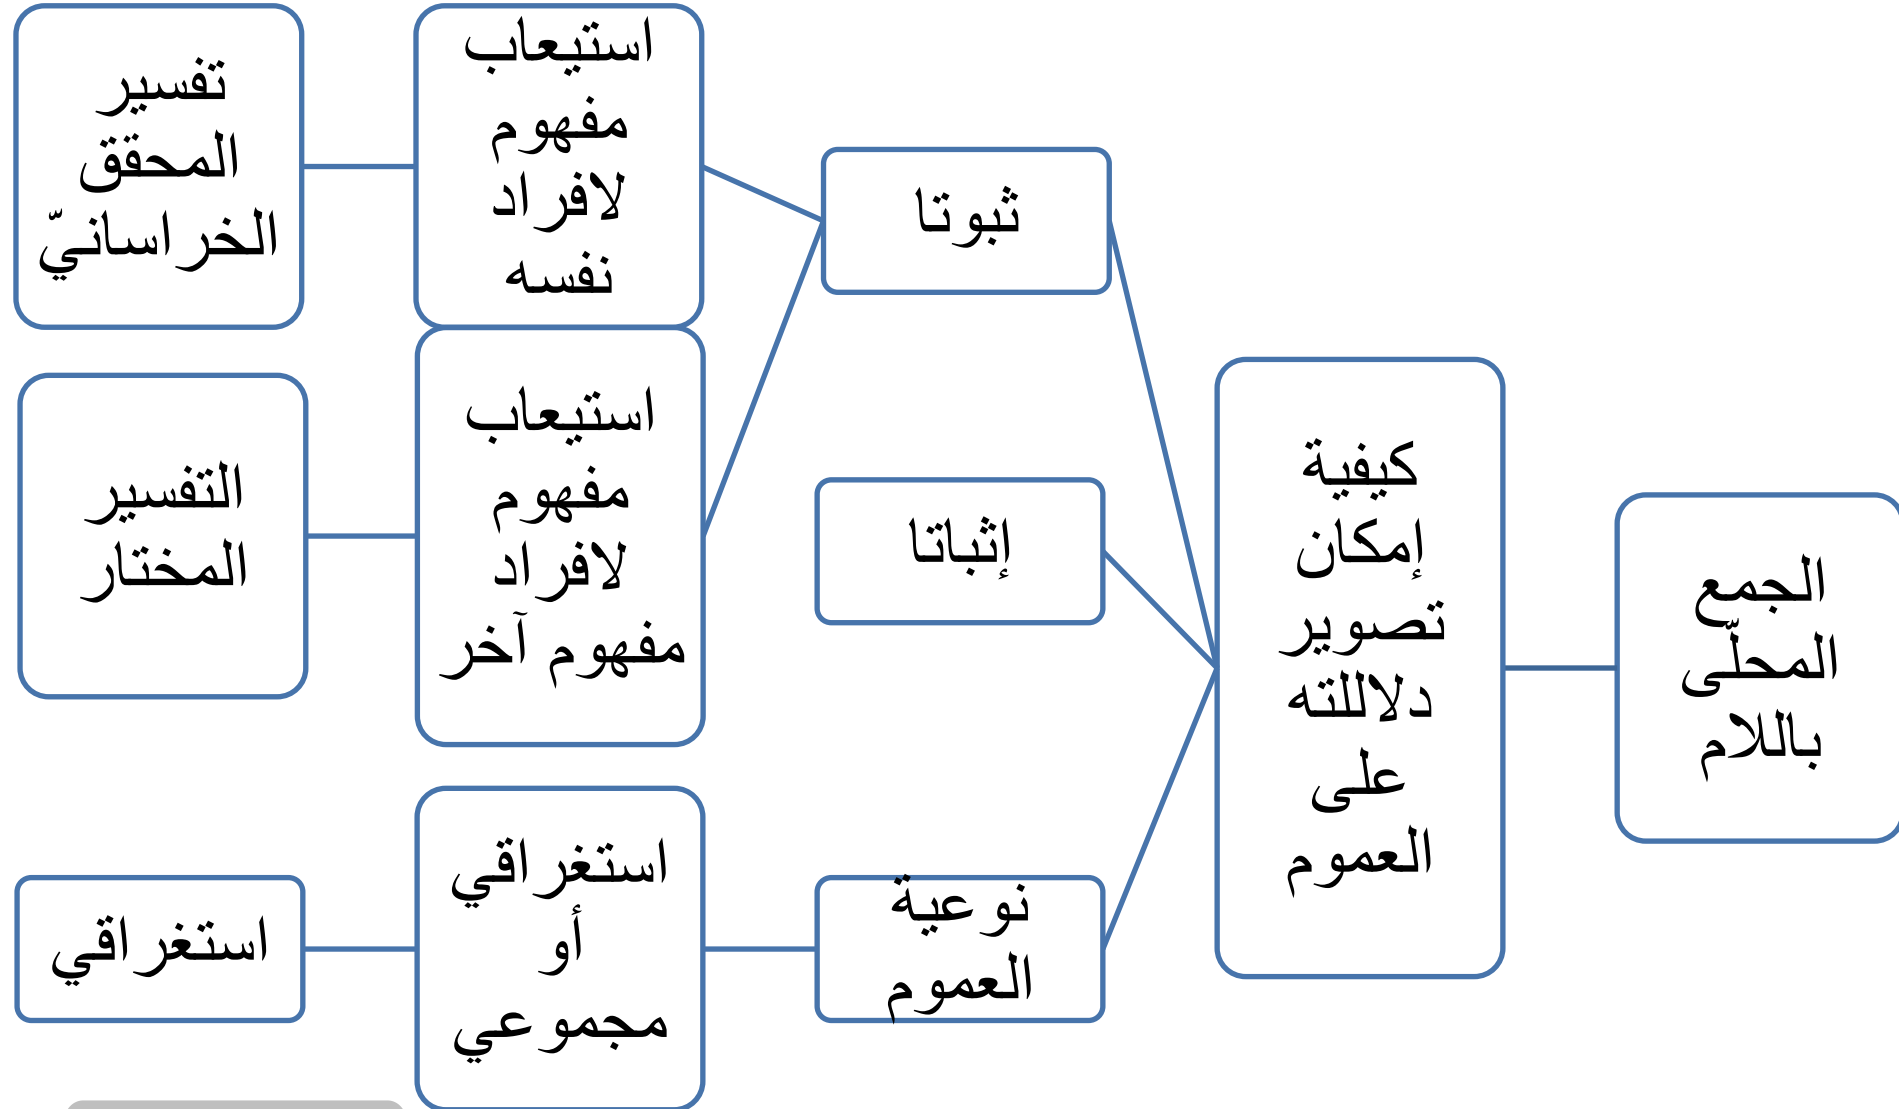 الجمع
المحلّى
باللام
كيفية
إمكان
تصوير
دلاللته
على
العموم
ثبوتا
استيعاب
مفهوم
لافراد
نفسه
تفسير
المحقق
الخراسانيّ
استيعاب
مفهوم
لافراد
مفهوم آخر
التفسير
المختار
إثباتا
نوعية
العموم
استغراقي
أو
مجموعي
استغراقي